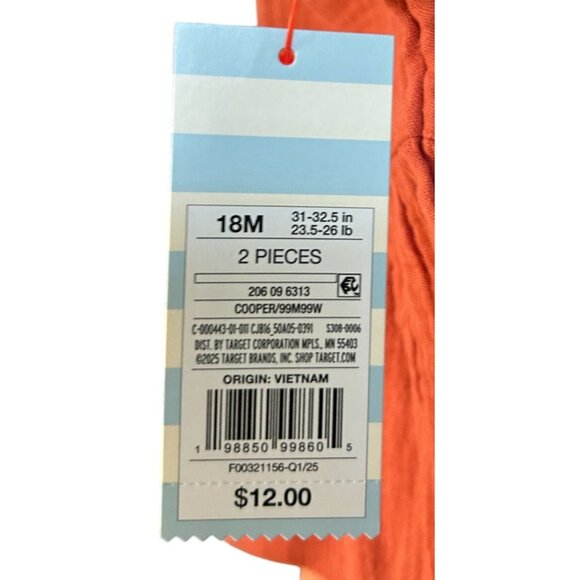 18M 31-32.5 in
23.5-26 lb
2 PIECES
206 09 6313
COOPER/99M99W
C-000443-01-011 CJB16_50A05-0391 S308-0006
DIST. BY TARGET CORPORATION MPLS., MN 55403
©2025 TARGET BRANDS, INC. SHOP TARGET.COM
ORIGIN: VIETNAM
1 98850 99860 5
F00321156-Q1/25
$12.00